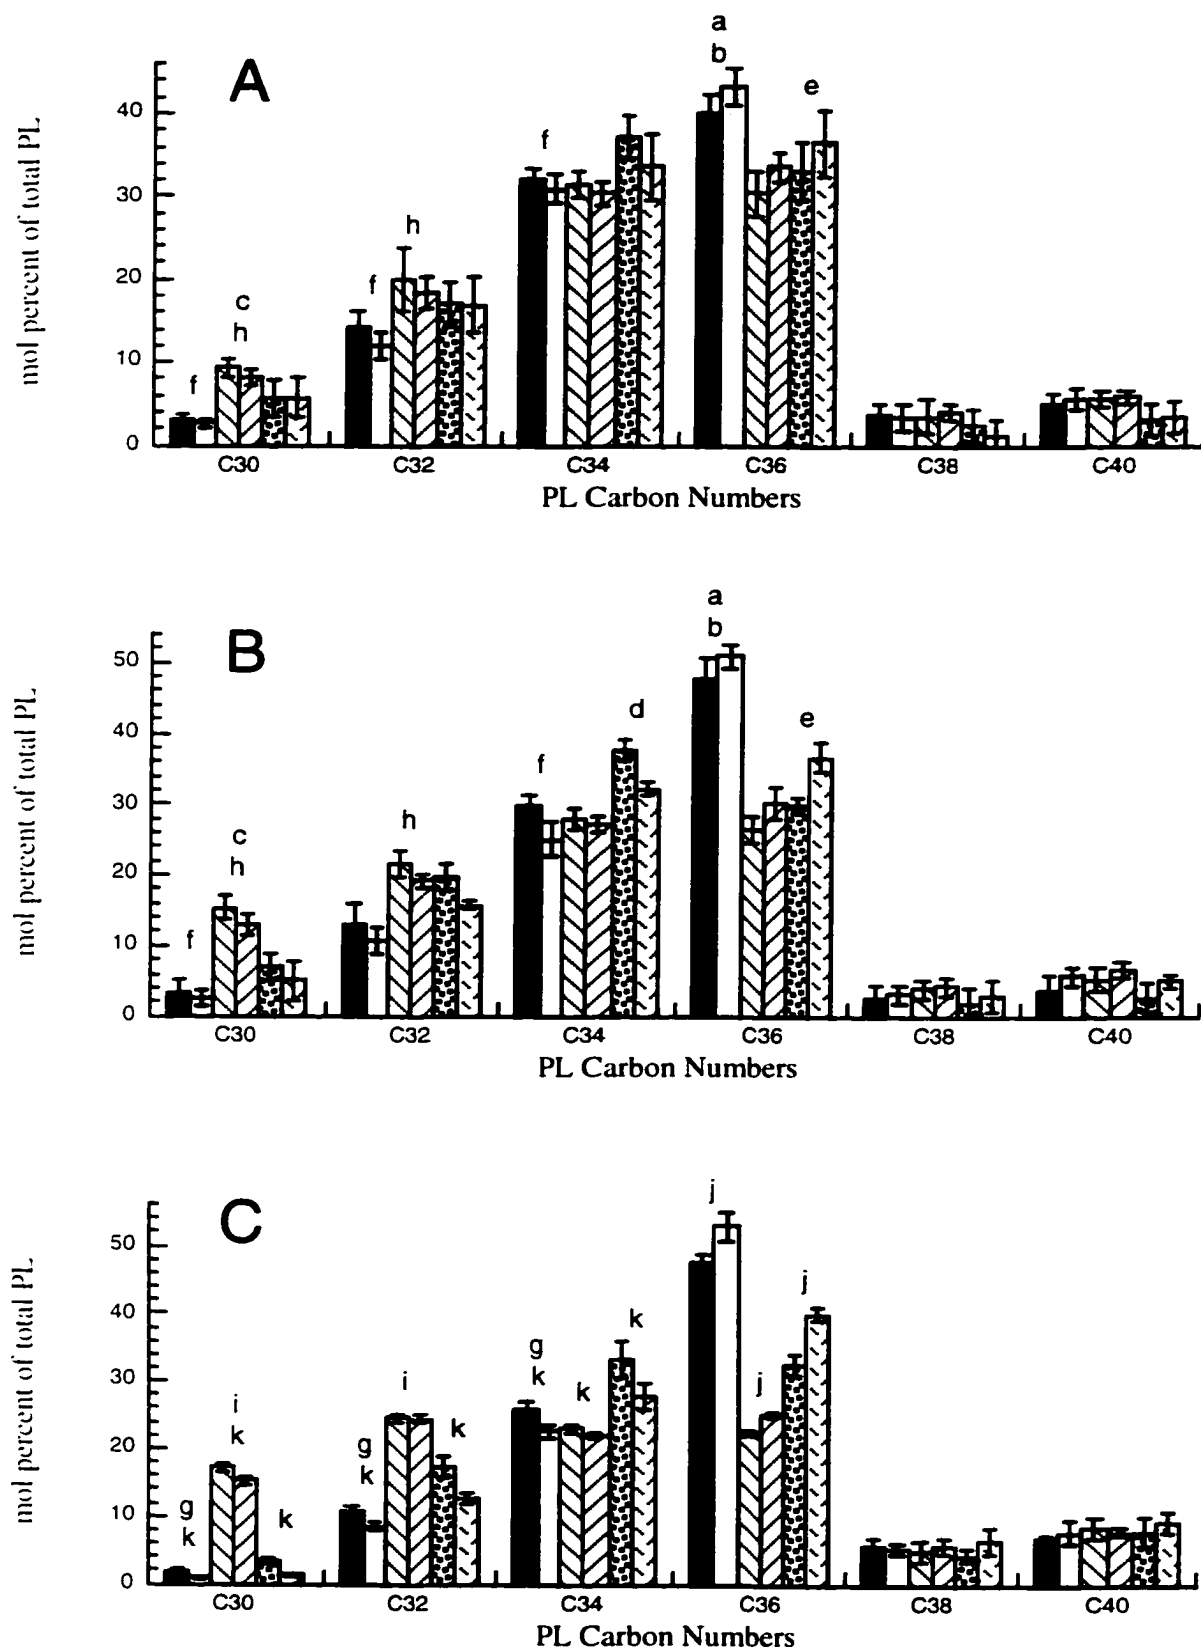 a
b
A
e
f
h
f
c
h
f
mol percent of total PL
40
30
20
10
0
C30 C32 C34 C36 C38 C40
PL Carbon Numbers
a
b
B
d
e
f
h
c
h
f
mol percent of total PL
50
40
30
20
10
0
C30 C32 C34 C36 C38 C40
PL Carbon Numbers
j
C
j
k
g
k
k
j
i
i
k
k
g
k
g
k
k
mol percent of total PL
50
40
30
20
10
0
C30 C32 C34 C36 C38 C40
PL Carbon Numbers